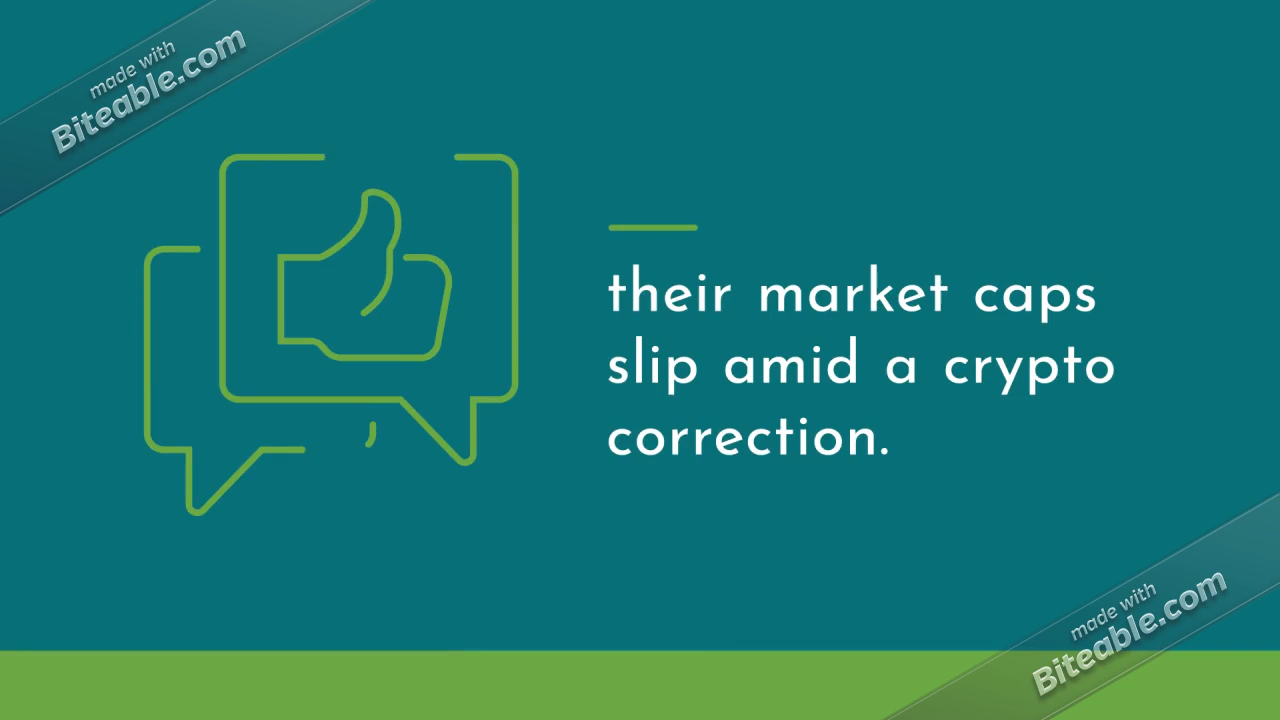 made with
Biteable.com
their market caps
slip amid a crypto
correction.
made with
Biteable.com